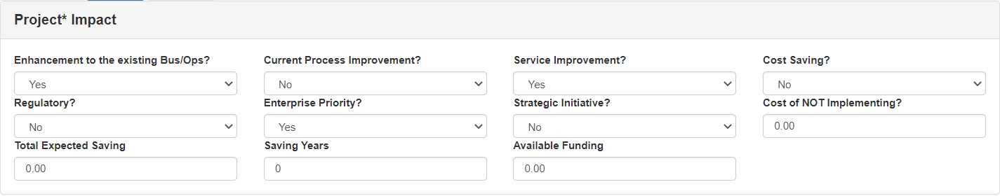 Project* Impact
Enhancement to the existing Bus/Ops? Current Process Improvement? Service Improvement? Cost Saving?
Yes No Yes No
Regulatory? Enterprise Priority? Strategic Initiative? Cost of NOT Implementing?
No Yes No 0.00
Total Expected Saving Saving Years Available Funding
0.00 0 0.00